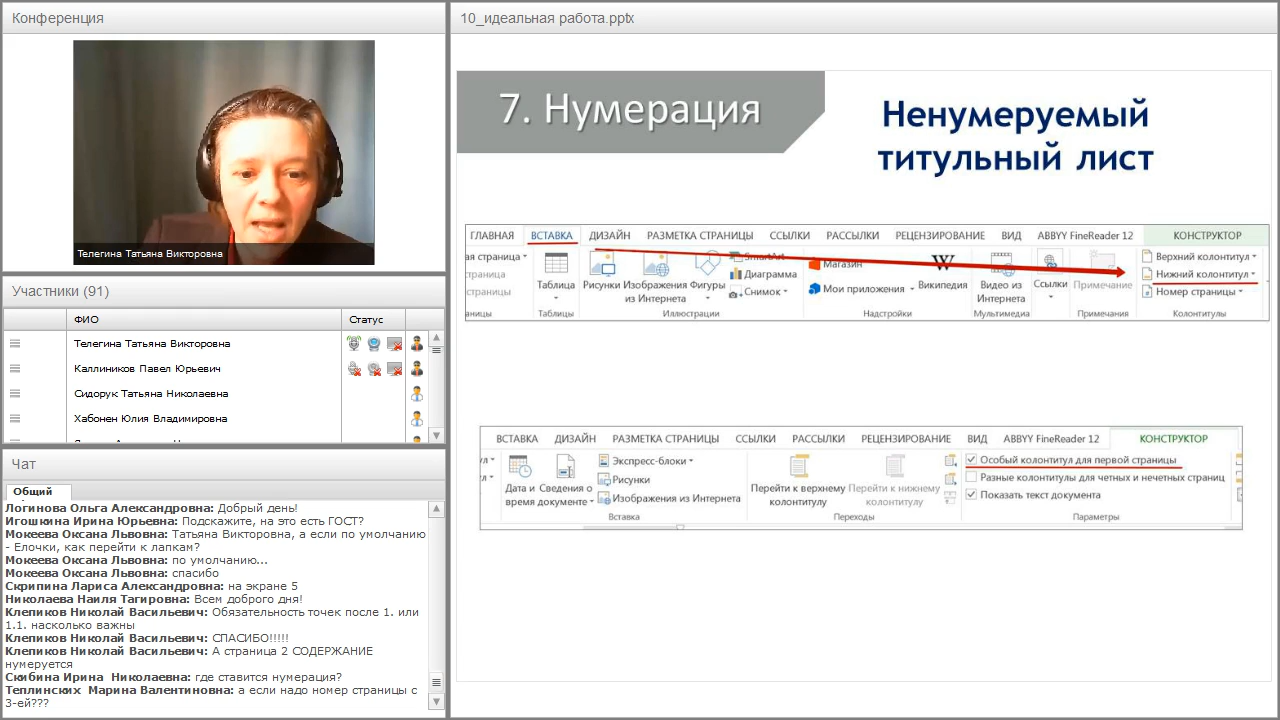 Конференция
Телегина Татьяна Викторовна
Участники (91)
ФИО Статус
Телегина Татьяна Викторовна
Каллиников Павел Юрьевич
Сидорук Татьяна Николаевна
Хабонен Юлия Владимировна
Чат
Общий
Логинова Ольга Александровна: Добрый день!
Игошкина Ирина Юрьевна: Подскажите, на это есть ГОСТ?
Мокеева Оксана Львовна: Татьяна Викторовна, а если по умолчанию
- Елочки, как перейти к лапкам?
Мокеева Оксана Львовна: по умолчанию...
Мокеева Оксана Львовна: спасибо
Скрипина Лариса Александровна: на экране 5
Николаева Наиля Тагировна: Всем доброго дня!
Клепиков Николай Васильевич: Обязательность точек после 1. или
1.1. насколько важны
Клепиков Николай Васильевич: СПАСИБО!!!!!
Клепиков Николай Васильевич: А страница 2 СОДЕРЖАНИЕ
нумеруется
Скибина Ирина Николаевна: где ставится нумерация?
Теплинских Марина Валентиновна: а если надо номер страницы с
3-ей???
10_идеальная работа.pptx
7. Нумерация
Ненумеруемый
титульный лист
ГЛАВНАЯ ВСТАВКА ДИЗАЙН РАЗМЕТКА СТРАНИЦЫ ССЫЛКИ РАССЫЛКИ РЕЦЕНЗИРОВАНИЕ ВИД ABBYY FineReader 12 КОНСТРУКТОР
ая страница
страница
страницы
аницы
Таблица
Таблицы
Рисунки Изображения Фигуры
из Интернета
SmartArt
Диаграмма
Снимок
Иллюстрации
Магазин
Мои приложения
W
Википедия
Надстройки
Видео из
Интернета
Мультимедиа
Ссылки
Примечание
Примечания
Верхний колонтитул
Нижний колонтитул
Номер страницы
Колонтитулы
ВСТАВКА ДИЗАЙН РАЗМЕТКА СТРАНИЦЫ ССЫЛКИ РАССЫЛКИ РЕЦЕНЗИРОВАНИЕ ВИД ABBYY FineReader 12 КОНСТРУКТОР
Дата и Сведения о
время документе
Экспресс-блоки
Рисунки
Изображения из Интернета
Вставка
Перейти к верхнему
колонтитулу
Перейти к нижнему
колонтитулу
Переходы
Особый колонтитул для первой страницы
Разные колонтитулы для четных и нечетных страниц
Показать текст документа
Параметры